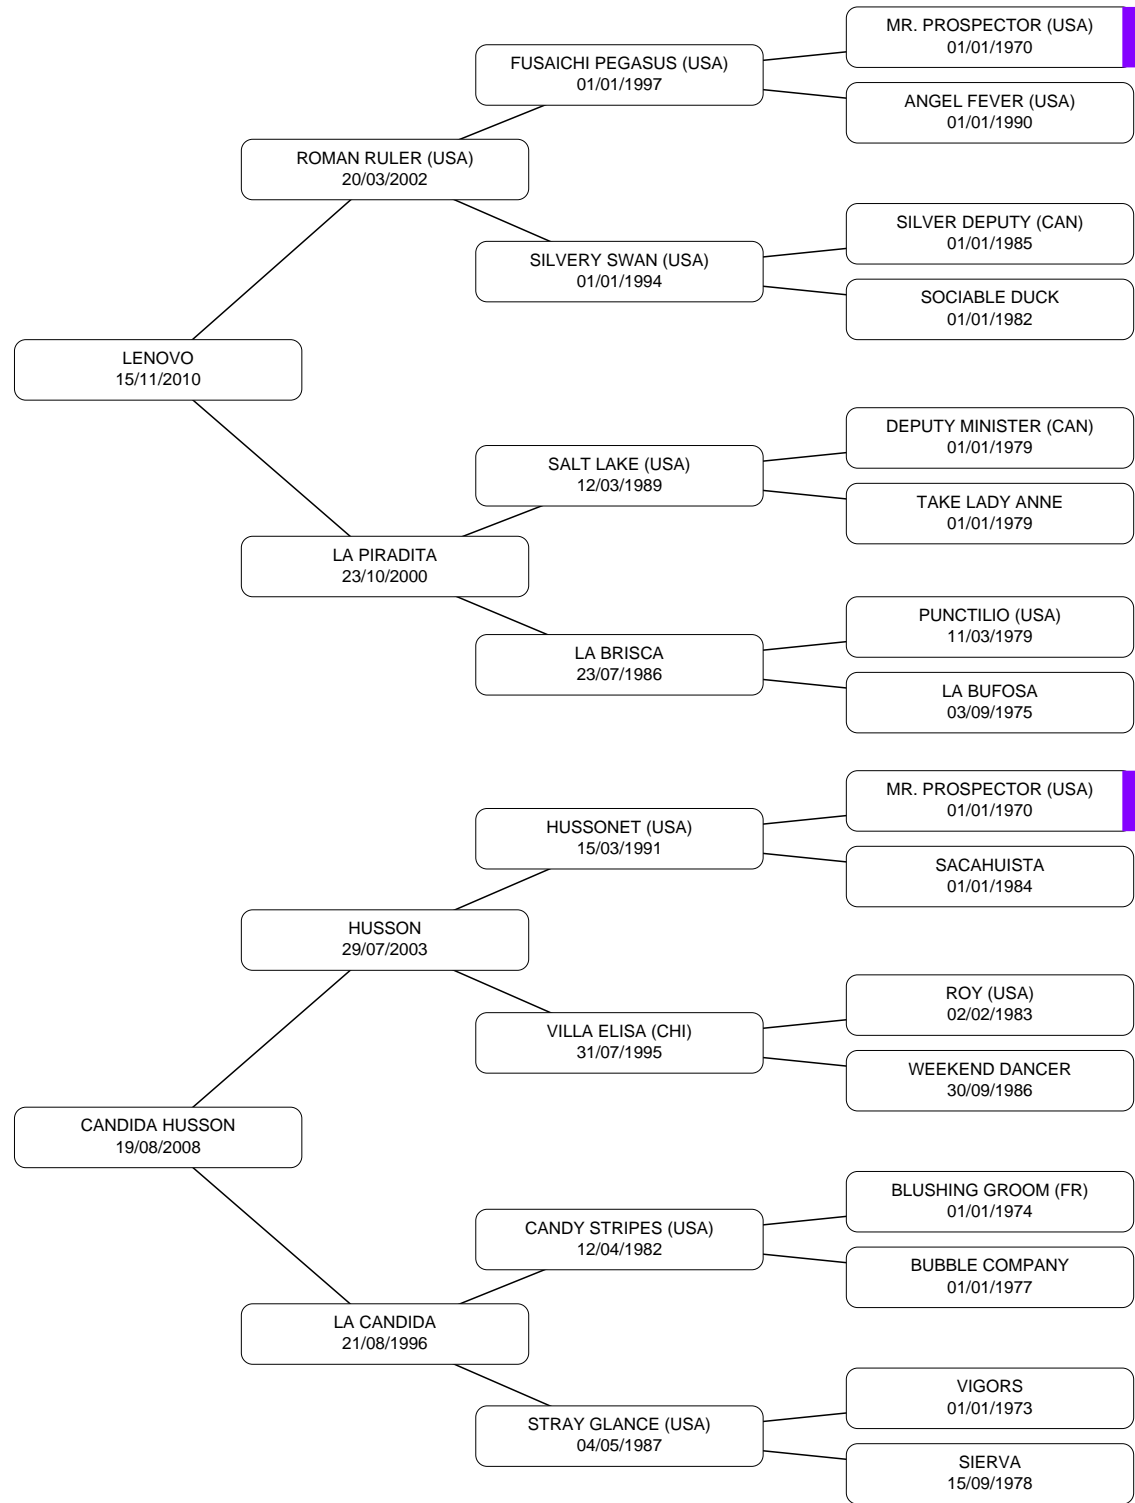 MR. PROSPECTOR (USA)
01/01/1970
FUSAICHI PEGASUS (USA)
01/01/1997
ANGEL FEVER (USA)
01/01/1990
ROMAN RULER (USA)
20/03/2002
SILVER DEPUTY (CAN)
01/01/1985
SILVERY SWAN (USA)
01/01/1994
SOCIABLE DUCK
01/01/1982
LENOVO
15/11/2010
DEPUTY MINISTER (CAN)
01/01/1979
SALT LAKE (USA)
12/03/1989
TAKE LADY ANNE
01/01/1979
LA PIRADITA
23/10/2000
PUNCTILIO (USA)
11/03/1979
LA BRISCA
23/07/1986
LA BUFOSA
03/09/1975
MR. PROSPECTOR (USA)
01/01/1970
HUSSONET (USA)
15/03/1991
SACAHUISTA
01/01/1984
HUSSON
29/07/2003
ROY (USA)
02/02/1983
VILLA ELISA (CHI)
31/07/1995
WEEKEND DANCER
30/09/1986
CANDIDA HUSSON
19/08/2008
BLUSHING GROOM (FR)
01/01/1974
CANDY STRIPES (USA)
12/04/1982
BUBBLE COMPANY
01/01/1977
LA CANDIDA
21/08/1996
VIGORS
01/01/1973
STRAY GLANCE (USA)
04/05/1987
SIERVA
15/09/1978